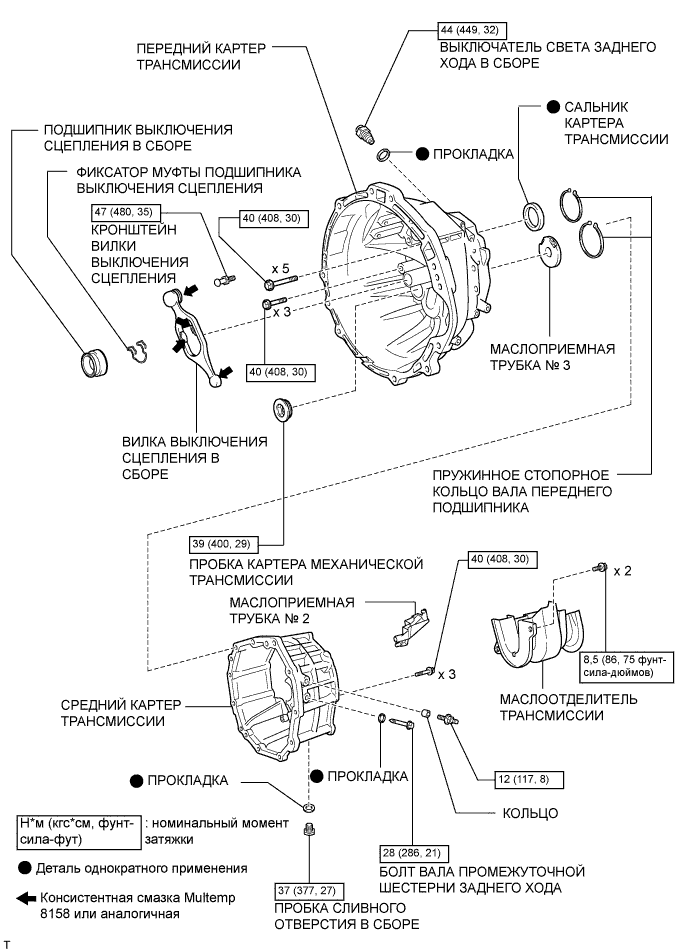 44 (449, 32)
ВЫКЛЮЧАТЕЛЬ СВЕТА ЗАДНЕГО
ХОДА В СБОРЕ
ПЕРЕДНИЙ КАРТЕР
ТРАНСМИССИИ
САЛЬНИК
КАРТЕРА
ТРАНСМИССИИ
ПОДШИПНИК ВЫКЛЮЧЕНИЯ
СЦЕПЛЕНИЯ В СБОРЕ
ПРОКЛАДКА
ФИКСАТОР МУФТЫ ПОДШИПНИКА
ВЫКЛЮЧЕНИЯ СЦЕПЛЕНИЯ
47 (480, 35)
КРОНШТЕЙН
ВИЛКИ
ВЫКЛЮЧЕНИЯ
СЦЕПЛЕНИЯ
40 (408, 30)
x 5
x 3
40 (408, 30)
МАСЛОПРИЕМНАЯ
ТРУБКА № 3
ВИЛКА ВЫКЛЮЧЕНИЯ
СЦЕПЛЕНИЯ В
СБОРЕ
ПРУЖИННОЕ СТОПОРНОЕ
КОЛЬЦО ВАЛА ПЕРЕДНЕГО
ПОДШИПНИКА
39 (400, 29)
ПРОБКА КАРТЕРА МЕХАНИЧЕСКОЙ
ТРАНСМИССИИ
40 (408, 30)
x 2
МАСЛОПРИЕМНАЯ
ТРУБКА № 2
8,5 (86, 75 фунт-
сила-дюймов)
x 3
МАСЛООТДЕЛИТЕЛЬ
ТРАНСМИССИИ
СРЕДНИЙ КАРТЕР
ТРАНСМИССИИ
ПРОКЛАДКА
ПРОКЛАДКА
12 (117, 8)
КОЛЬЦО
Н*м (кгс*см, фунт-
сила-фут)
: номинальный момент
затяжки
28 (286, 21)
БОЛТ ВАЛА ПРОМЕЖУТОЧНОЙ
ШЕСТЕРНИ ЗАДНЕГО ХОДА
Деталь однократного применения
37 (377, 27)
ПРОБКА СЛИВНОГО
ОТВЕРСТИЯ В СБОРЕ
Консистентная смазка Multemp
8158 или аналогичная
T